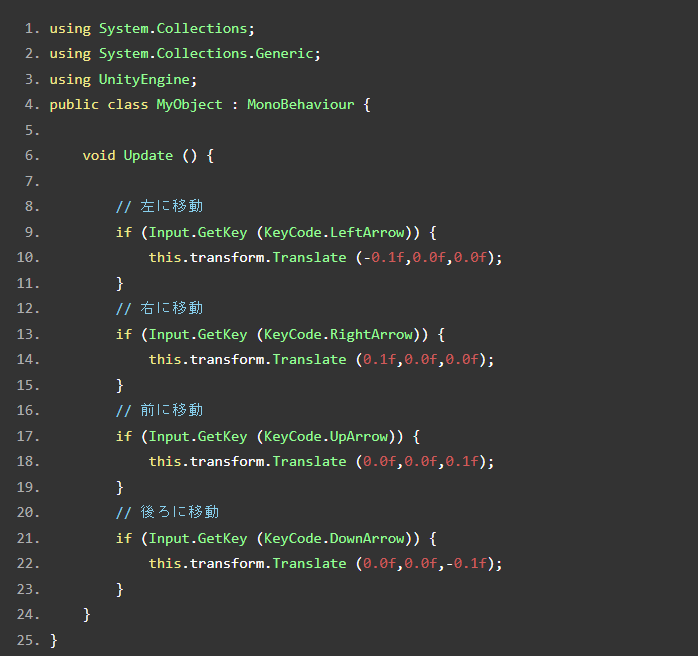 1. using System.Collections;
2. using System.Collections.Generic;
3. using UnityEngine;
4. public class MyObject : MonoBehaviour {
5.
6.     void Update () {
7.
8.         // 左に移動
9.         if (Input.GetKey (KeyCode.LeftArrow)) {
10.             this.transform.Translate (-0.1f,0.0f,0.0f);
11.         }
12.         // 右に移動
13.         if (Input.GetKey (KeyCode.RightArrow)) {
14.             this.transform.Translate (0.1f,0.0f,0.0f);
15.         }
16.         // 前に移動
17.         if (Input.GetKey (KeyCode.UpArrow)) {
18.             this.transform.Translate (0.0f,0.0f,0.1f);
19.         }
20.         // 後ろに移動
21.         if (Input.GetKey (KeyCode.DownArrow)) {
22.             this.transform.Translate (0.0f,0.0f,-0.1f);
23.         }
24.     }
25. }